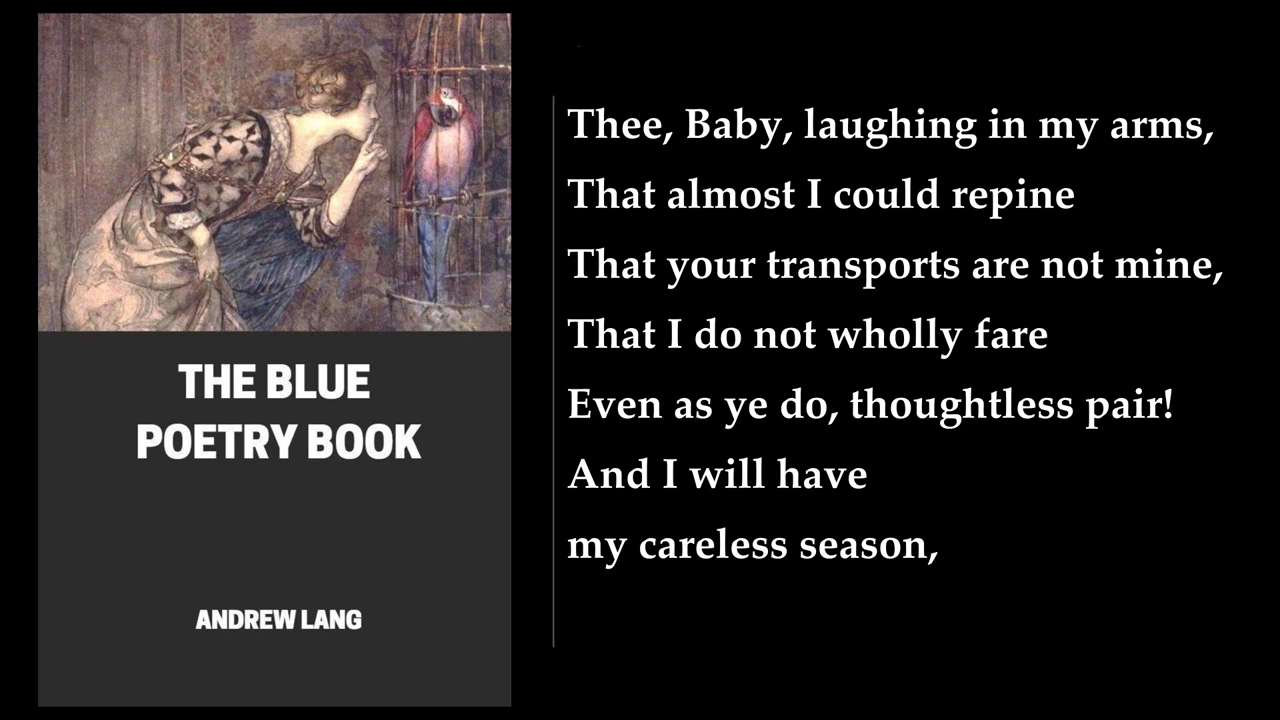 THE BLUE
POETRY BOOK
ANDREW LANG
Thee, Baby, laughing in my arms,
That almost I could repine
That your transports are not mine,
That I do not wholly fare
Even as ye do, thoughtless pair!
And I will have
my careless season,